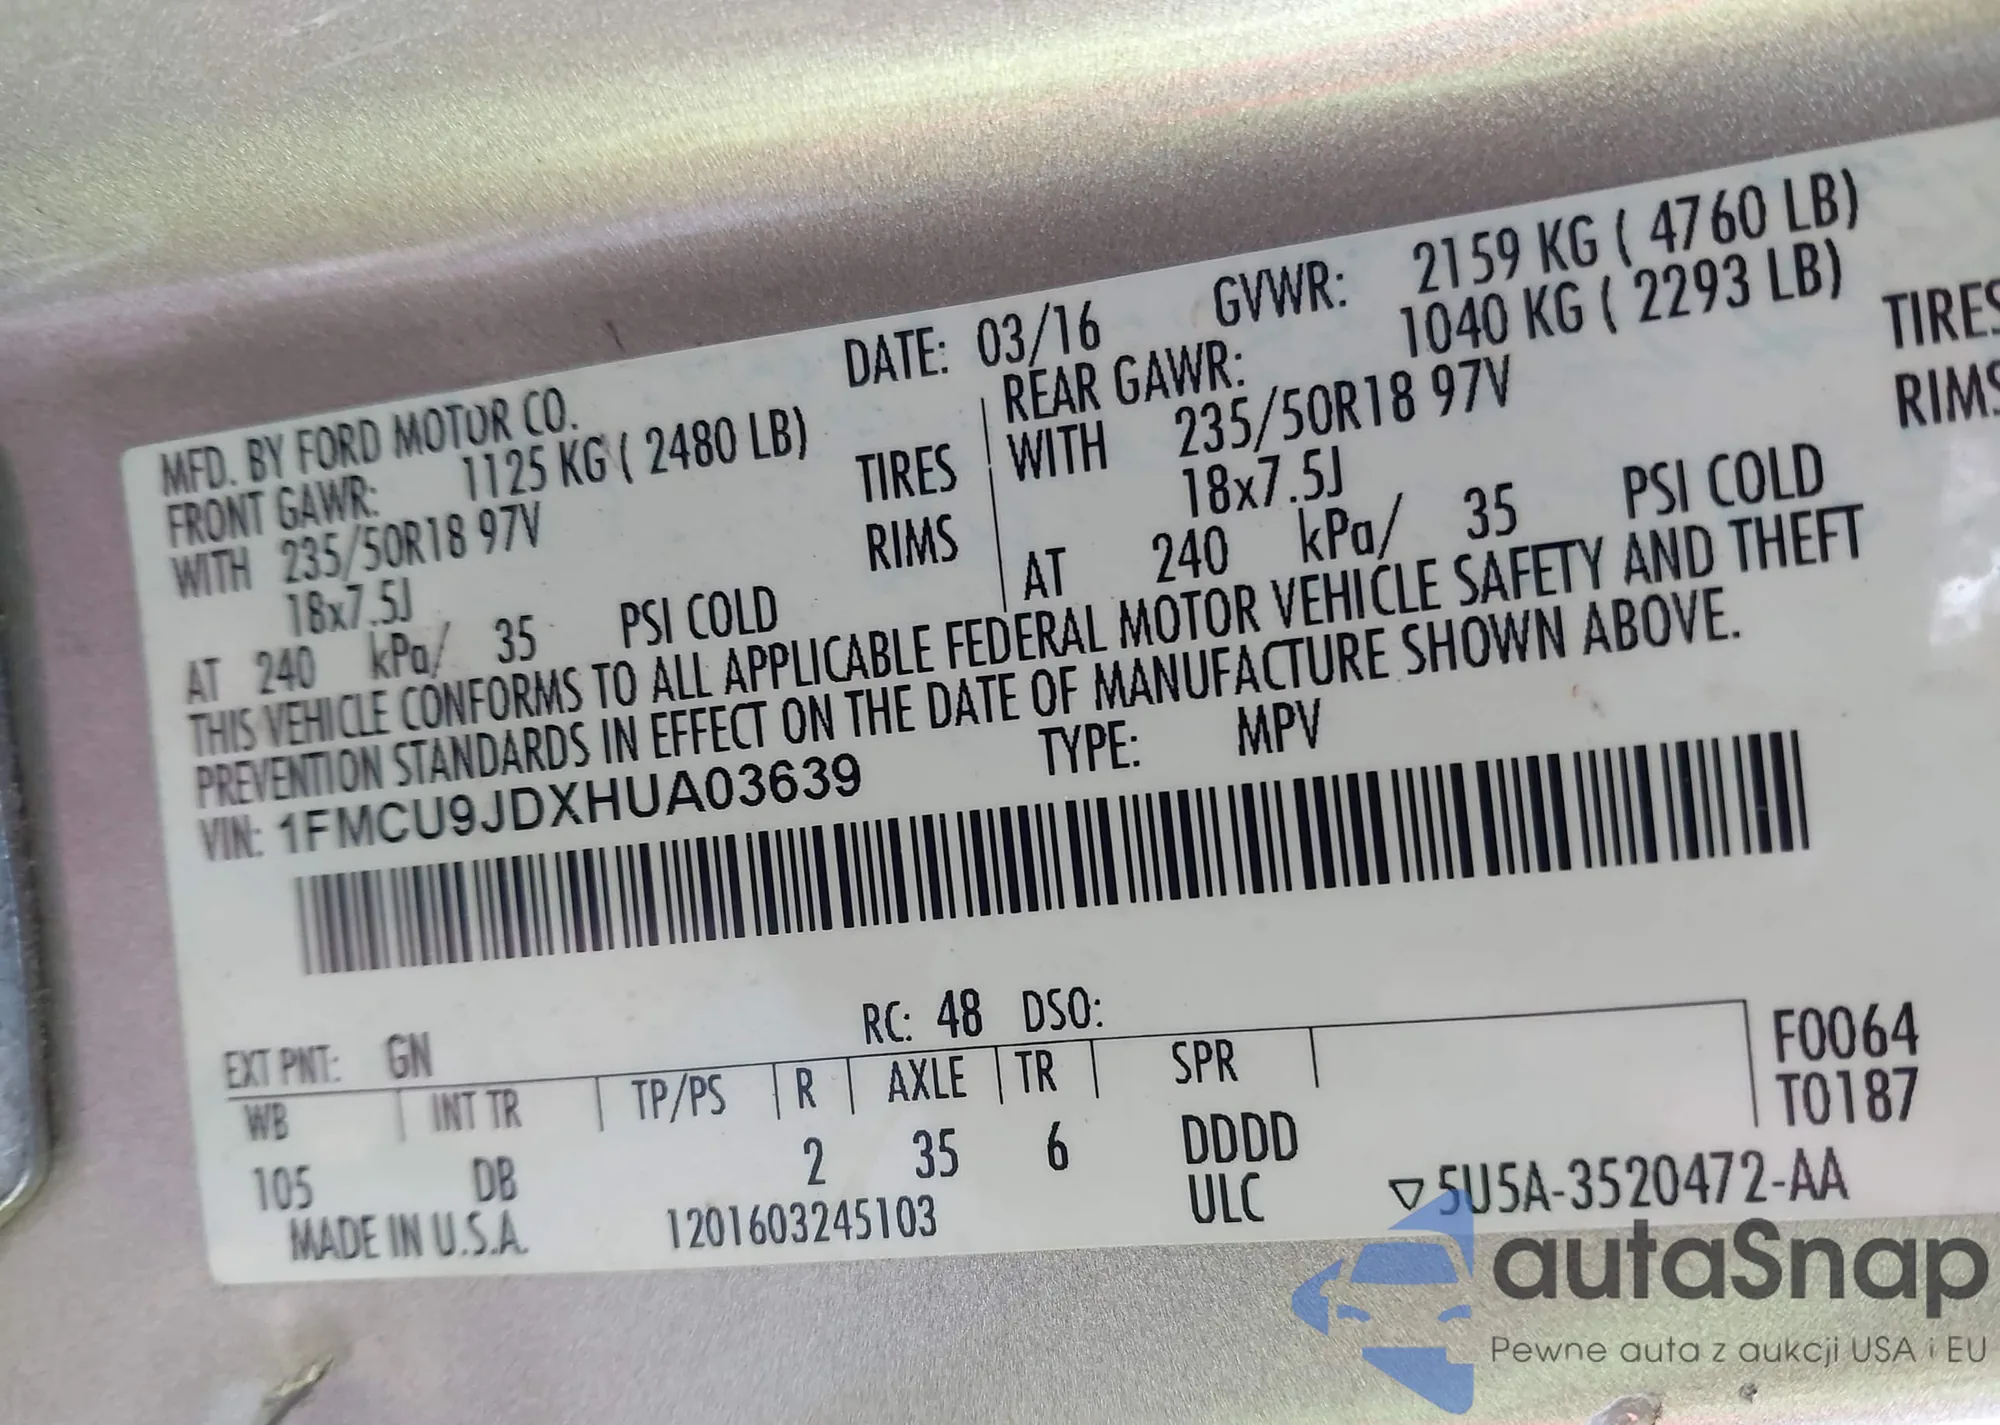 MFD. BY FORD MOTOR CO. DATE: 03/16 GVWR: 2159 KG ( 4760 LB)
FRONT GAWR: 1125 KG ( 2480 LB) REAR GAWR: 1040 KG ( 2293 LB)
WITH 235/50R18 97V TIRES WITH 235/50R18 97V TIRES
18x7.5J RIMS 18x7.5J RIMS
AT 240 kPa/ 35 PSI COLD AT 240 kPa/ 35 PSI COLD
THIS VEHICLE CONFORMS TO ALL APPLICABLE FEDERAL MOTOR VEHICLE SAFETY AND THEFT
PREVENTION STANDARDS IN EFFECT ON THE DATE OF MANUFACTURE SHOWN ABOVE.
VIN: 1FMCU9JDXHUA03639 TYPE: MPV
EXT PNT: GN RC: 48 DSO:
WB INT TR TP/PS R AXLE TR SPR F0064
T0187
105 DB 2 35 6 DDDD
MADE IN U.S.A. 1201603245103 ULC ▽5U5A-3520472-AA
autaSnap
Pewne auta z aukcji USA i EU